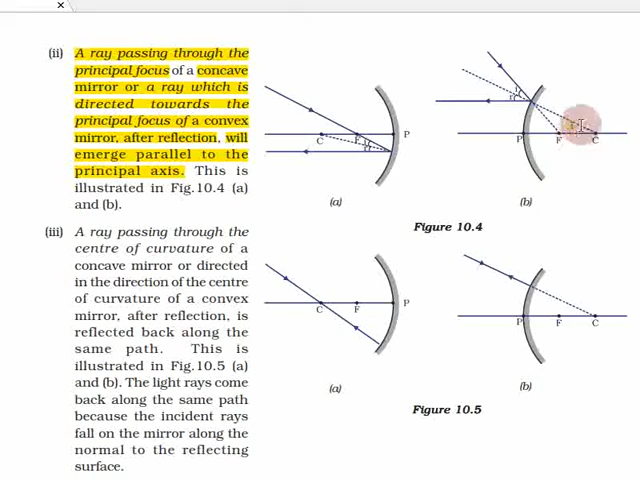 (ii) A ray passing through the
principal focus of a concave
mirror or a ray which is
directed towards the
principal focus of a convex
mirror, after reflection, will
emerge parallel to the
principal axis. This is
illustrated in Fig.10.4 (a)
and (b).
C F P
(a)
P F C
(b)
Figure 10.4
(iii) A ray passing through the
centre of curvature of a
concave mirror or directed
in the direction of the centre
of curvature of a convex
mirror, after reflection, is
reflected back along the
same path. This is
illustrated in Fig.10.5 (a)
and (b). The light rays come
back along the same path
because the incident rays
fall on the mirror along the
normal to the reflecting
surface.
C F P
(a)
P F C
(b)
Figure 10.5